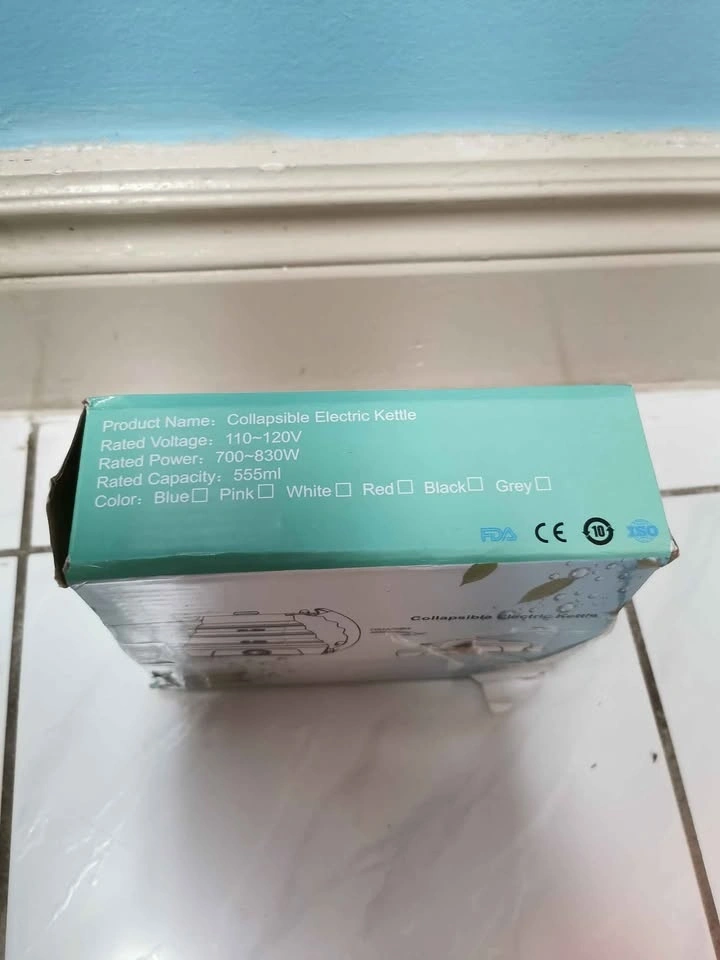 Product Name: Collapsible Electric Kettle
Rated Voltage: 110~120V
Rated Power: 700~830W
Rated Capacity: 555ml
Color: Blue□ Pink□ White□ Red□ Black□ Grey□
FDA CE 10 ISO
Collapsible Electric Kettle